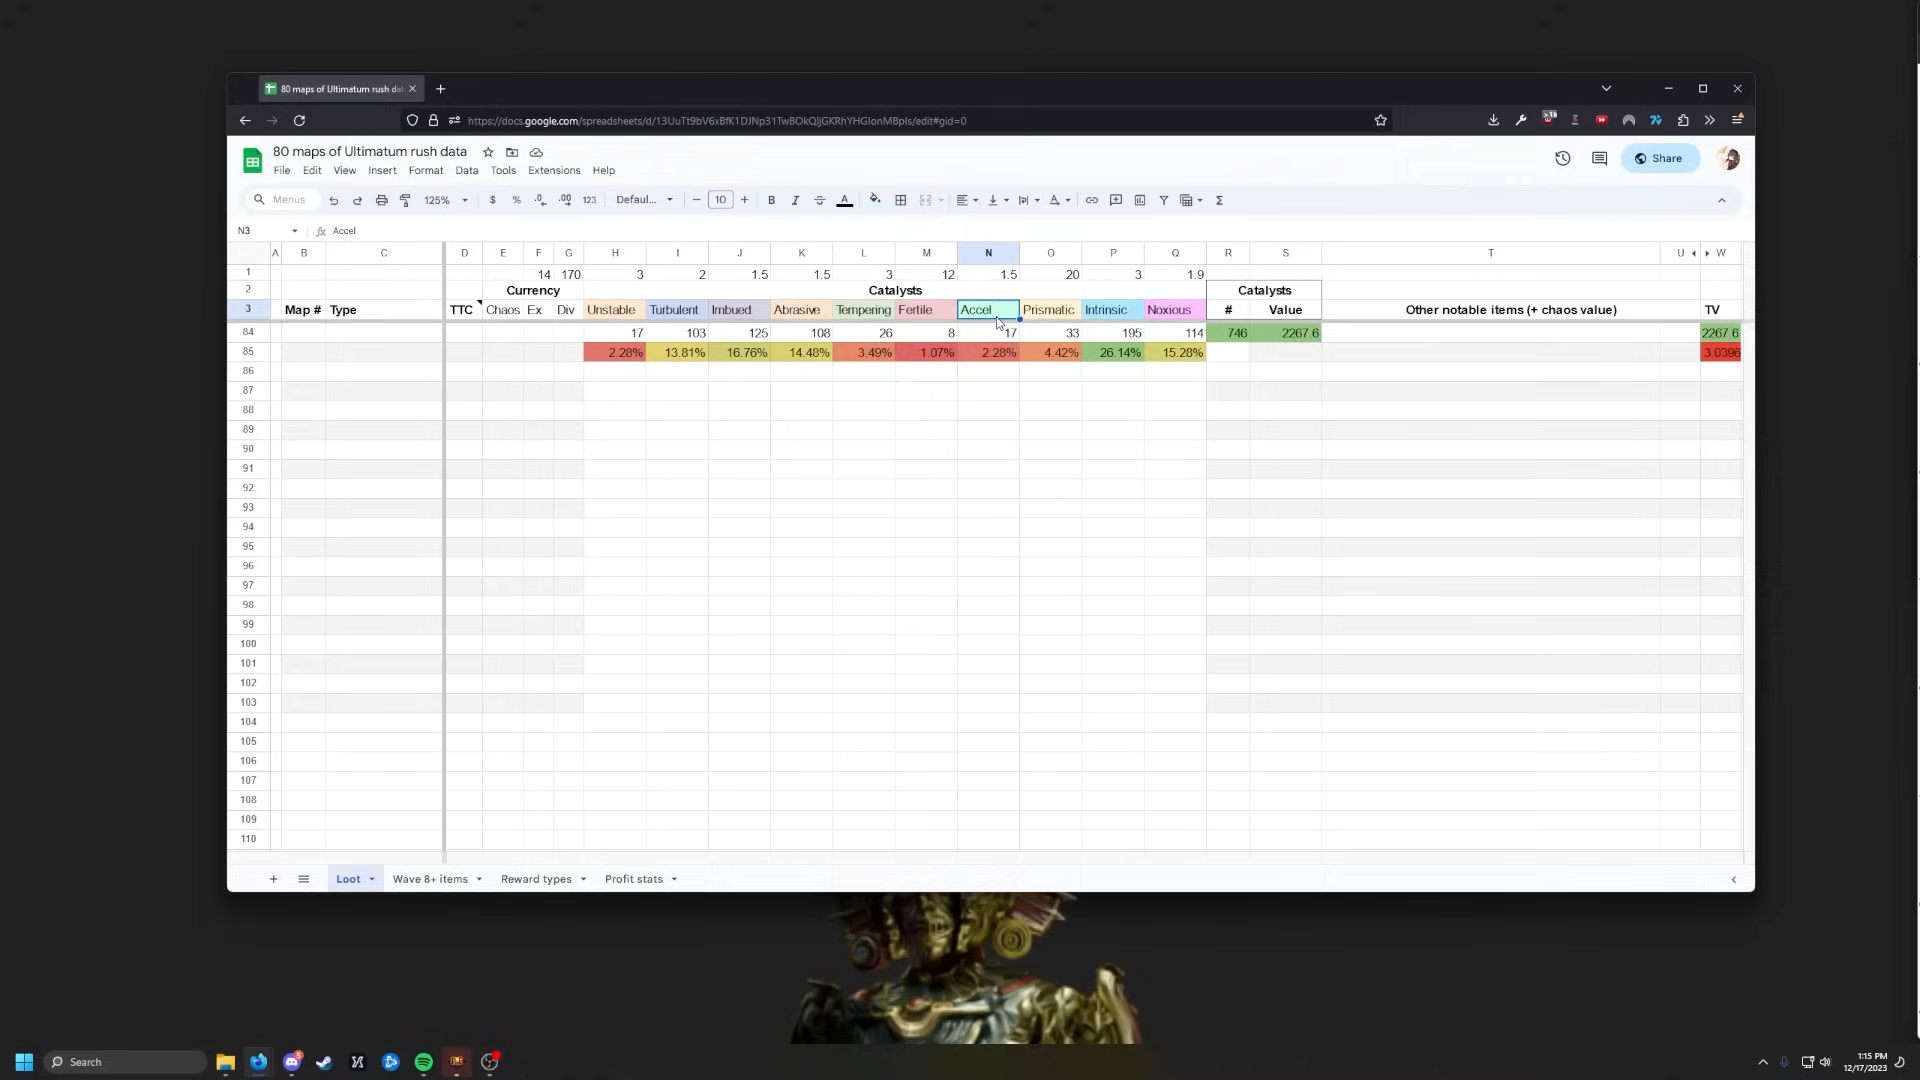 80 maps of Ultimatum rush dat
https://docs.google.com/spreadsheets/d/13UuTt9bV6xBfK1DJNp31TwBOkQljGKRhYHGIonMBpls/edit#gid=0
80 maps of Ultimatum rush data
Share
File Edit View Insert Format Data Tools Extensions Help
Menus 125% $ % .0 .00 123 Defaul... 10 B I A
N3 fx Accel
A B C D E F G H I J K L M N O P Q R S T U W
1 14 170 3 2 1.5 1.5 3 12 1.5 20 3 1.9
2 Currency Catalysts Catalysts
3 Map # Type TTC Chaos Ex Div Unstable Turbulent Imbued Abrasive Tempering Fertile Accel Prismatic Intrinsic Noxious # Value Other notable items (+ chaos value) TV
84 17 103 125 108 26 8 17 33 195 114 746 2267.6 2267.6
85 2.28% 13.81% 16.76% 14.48% 3.49% 1.07% 2.28% 4.42% 26.14% 15.28% 3.0396
86
87
88
89
90
91
92
93
94
95
96
97
98
99
100
101
102
103
104
105
106
107
108
109
110
Loot Wave 8+ items Reward types Profit stats
Search
5
1:15 PM
12/17/2023